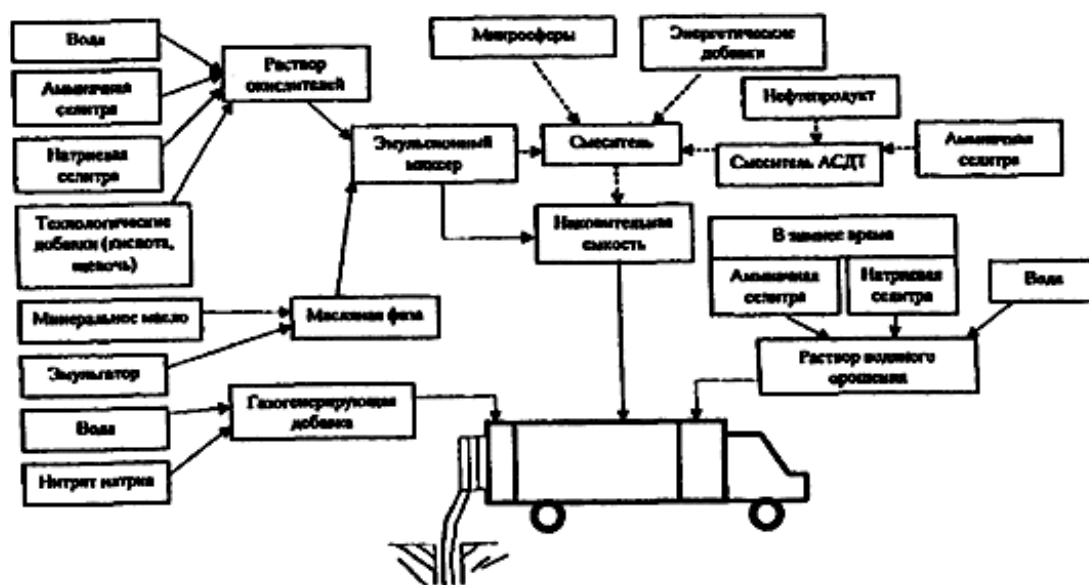 Вода
Аммиачная
селитра
Натриевая
селитра
Технологические
добавки (кислота,
щелочь)
Минеральное масло
Эмульгатор
Вода
Нитрит натрия
Раствор
окислителей
Эмульсионный
миксер
Масляная фаза
Газогенерирующая
добавка
Микросферы
Энергетические
добавки
Смеситель
Нефтепродукт
Смеситель АСДТ
Аммиачная
селитра
Накопительная
емкость
В зимнее время
Аммиачная
селитра
Натриевая
селитра
Вода
Раствор водяного
орошения